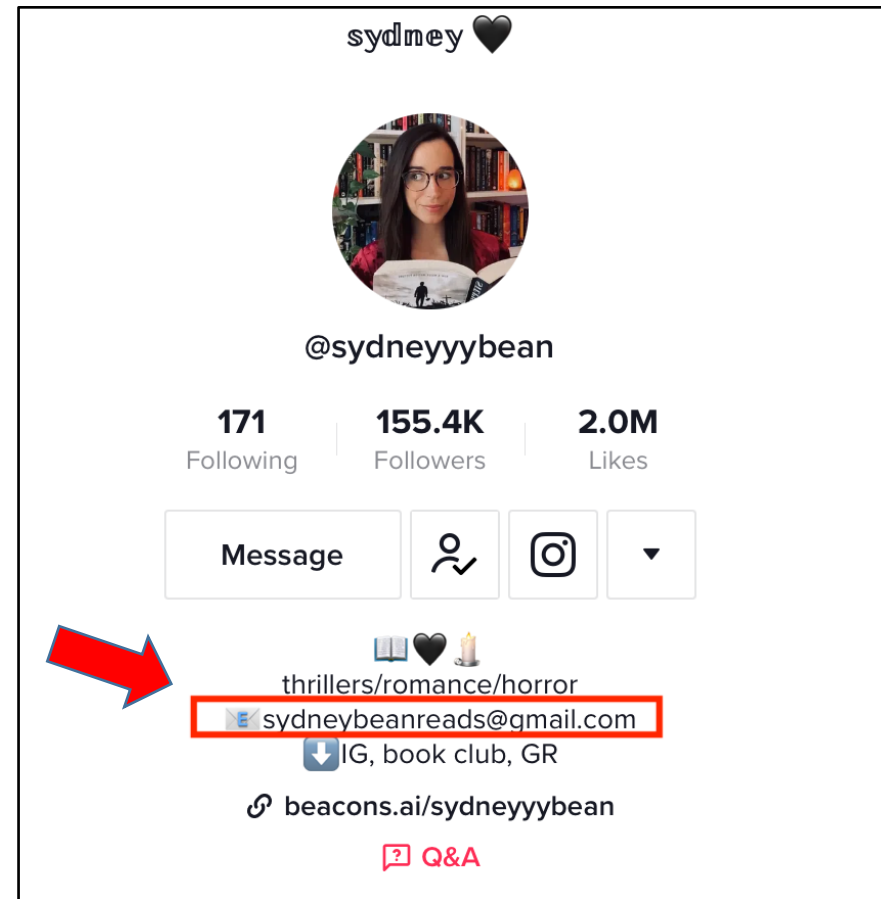 𝕤𝕪𝕕𝕟𝕖𝕪 🖤
@sydneyyybean
171 155.4K 2.0M
Following Followers Likes
Message
📖🖤🕯️
thrillers/romance/horror
📧sydneybeanreads@gmail.com
⬇️IG, book club, GR
beacons.ai/sydneyyybean
Q&A